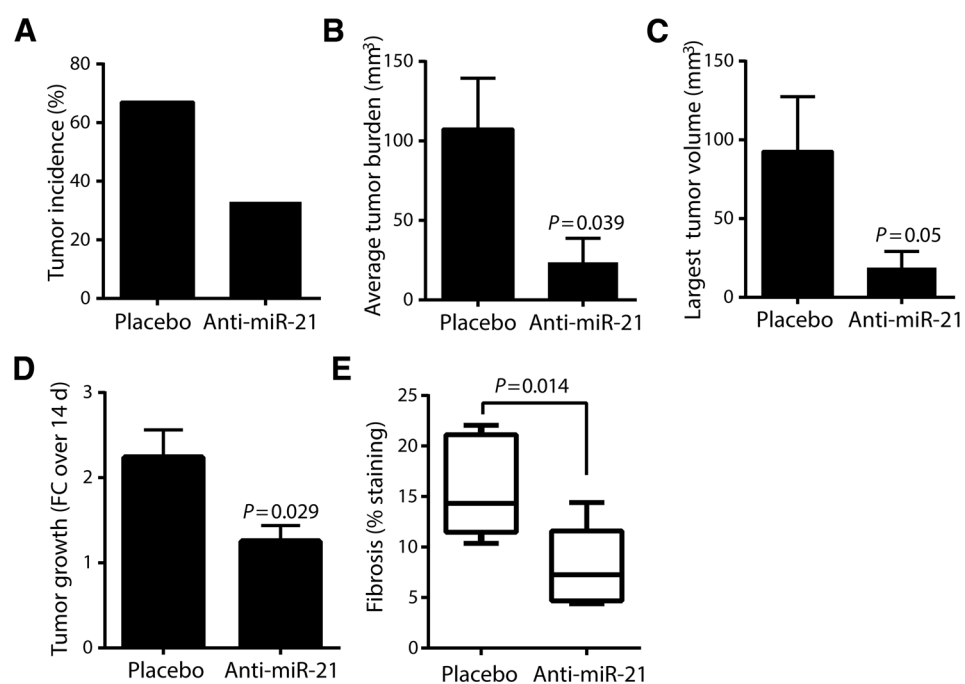 A
Tumor incidence (%)
80
60
40
20
0
Placebo Anti-miR-21
B
Average tumor burden (mm³)
150
100
50
0
P=0.039
Placebo Anti-miR-21
C
Largest tumor volume (mm³)
150
100
50
0
P=0.05
Placebo Anti-miR-21
D
Tumor growth (FC over 14 d)
3
2
1
0
P=0.029
Placebo Anti-miR-21
E
Fibrosis (% staining)
25
20
15
10
5
0
P=0.014
Placebo Anti-miR-21